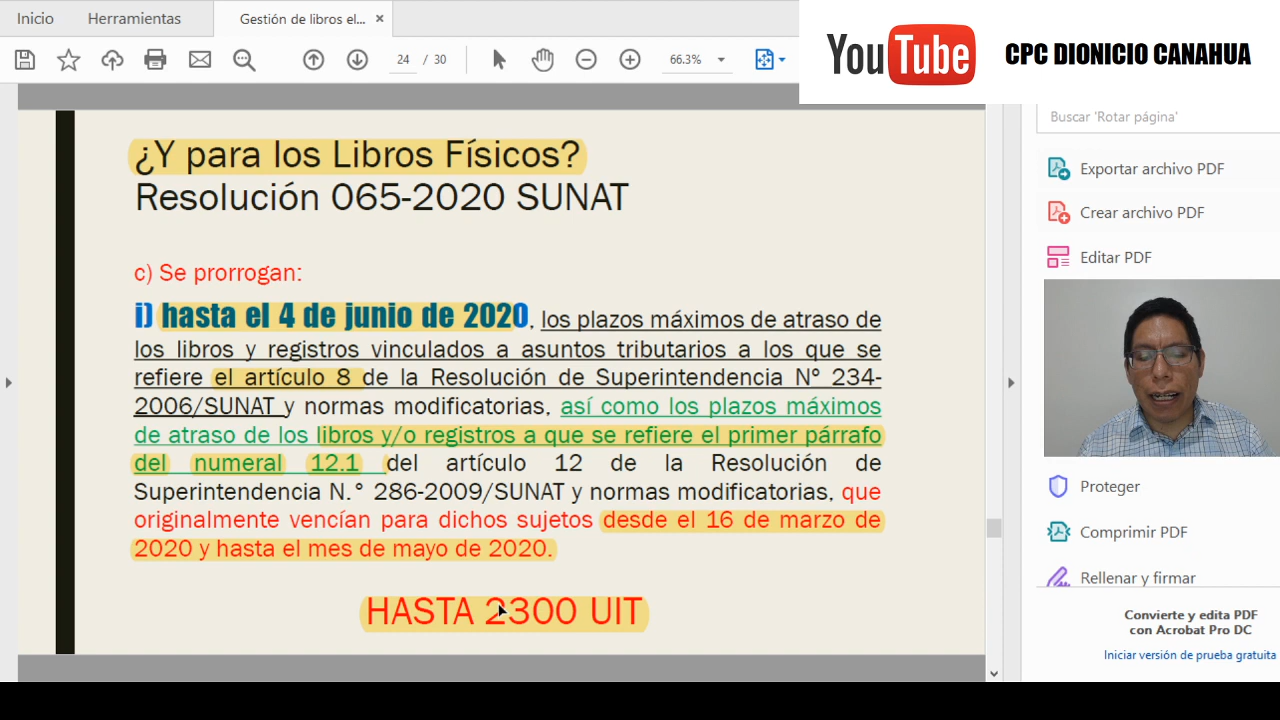 Inicio
Herramientas
Gestión de libros el...
×
24 / 30
66.3%
YouTube
CPC DIONICIO CANAHUA
¿Y para los Libros Físicos?
Resolución 065-2020 SUNAT
c) Se prorrogan:
i) hasta el 4 de junio de 2020, los plazos máximos de atraso de
los libros y registros vinculados a asuntos tributarios a los que se
refiere el artículo 8 de la Resolución de Superintendencia N° 234-
2006/SUNAT y normas modificatorias, así como los plazos máximos
de atraso de los libros y/o registros a que se refiere el primer párrafo
del numeral 12.1 del artículo 12 de la Resolución de
Superintendencia N.° 286-2009/SUNAT y normas modificatorias, que
originalmente vencían para dichos sujetos desde el 16 de marzo de
2020 y hasta el mes de mayo de 2020.
HASTA 2300 UIT
Buscar 'Rotar página'
Exportar archivo PDF
Crear archivo PDF
Editar PDF
Proteger
Comprimir PDF
Rellenar y firmar
Convierte y edita PDF
con Acrobat Pro DC
Iniciar versión de prueba gratuita